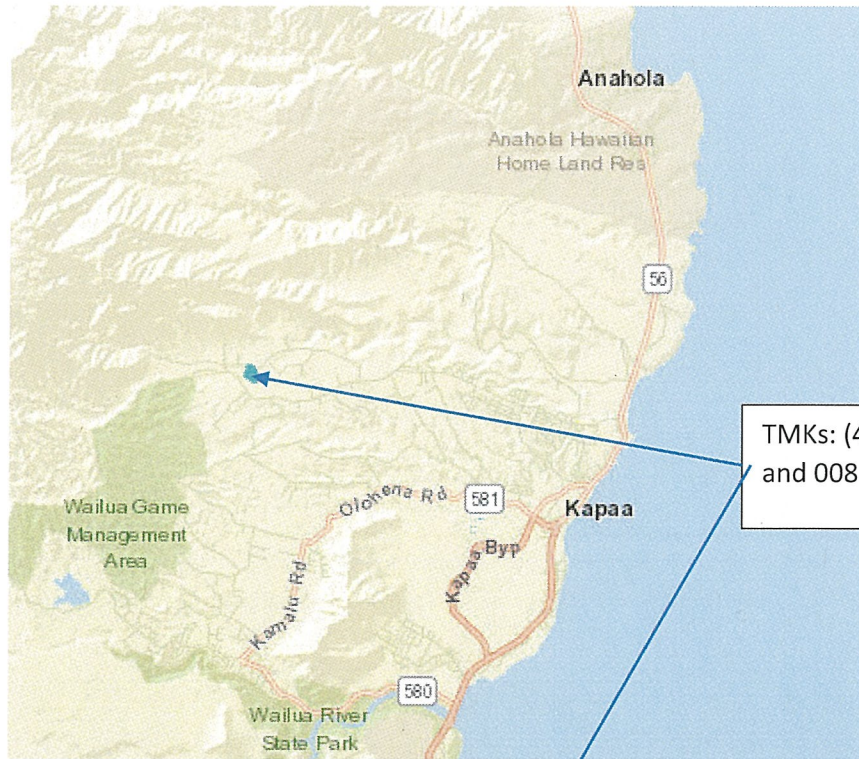 Anahola
Anahola Hawaiian
Home Land Res
56
TMKs: (4
and 008
Wailua Game
Management
Area
Olohena Rd
581
Kapaa
Kapaa Byp
Kamalu Rd
580
Wailua River
State Park